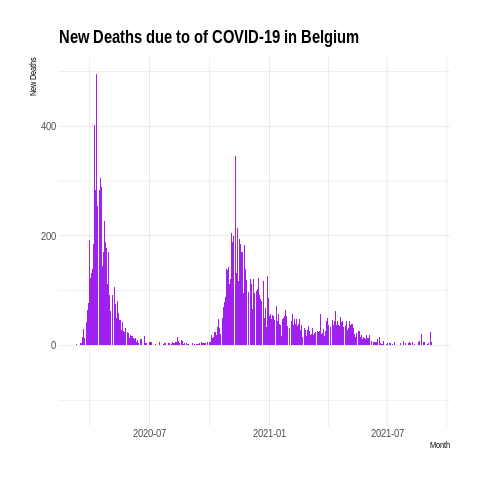 New Deaths due to of COVID-19 in Belgium
New Deaths
400
200
0
2020-07
2021-01
2021-07
Month